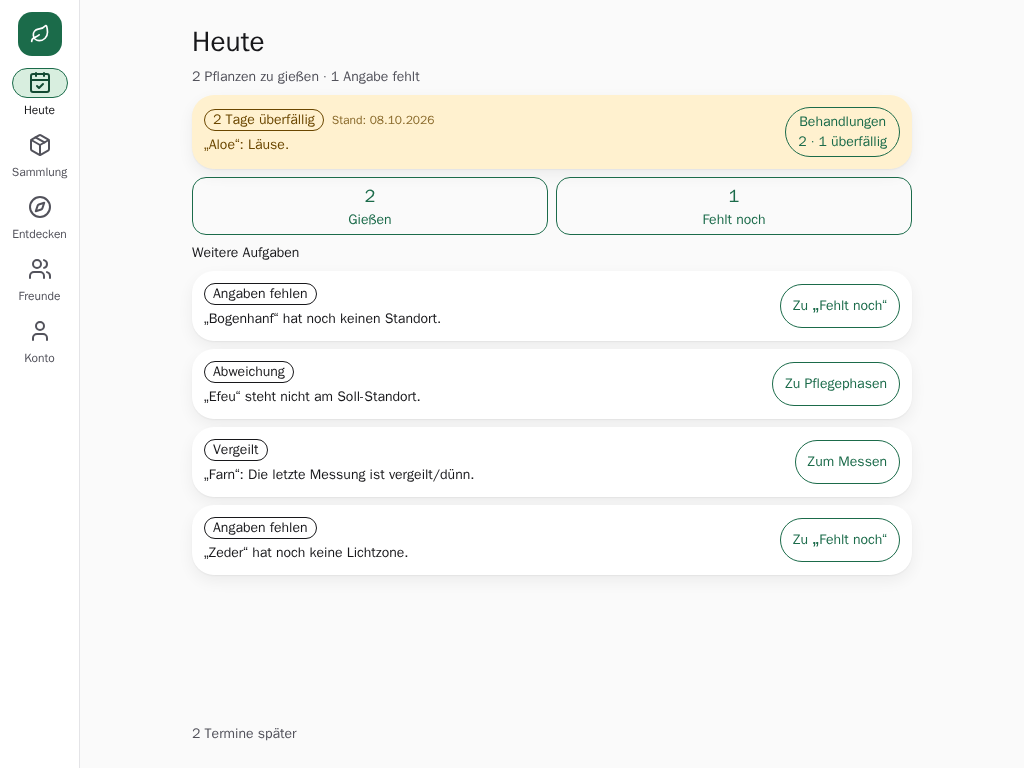 Heute
Sammlung
Entdecken
Freunde
Konto
Heute
2 Pflanzen zu gießen · 1 Angabe fehlt
2 Tage überfällig Stand: 08.10.2026
„Aloe“: Läuse.
Behandlungen
2 · 1 überfällig
2
Gießen
1
Fehlt noch
Weitere Aufgaben
Angaben fehlen
„Bogenhanf“ hat noch keinen Standort.
Zu „Fehlt noch“
Abweichung
„Efeu“ steht nicht am Soll-Standort.
Zu Pflegephasen
Vergeilt
„Farn“: Die letzte Messung ist vergeilt/dünn.
Zum Messen
Angaben fehlen
„Zeder“ hat noch keine Lichtzone.
Zu „Fehlt noch“
2 Termine später